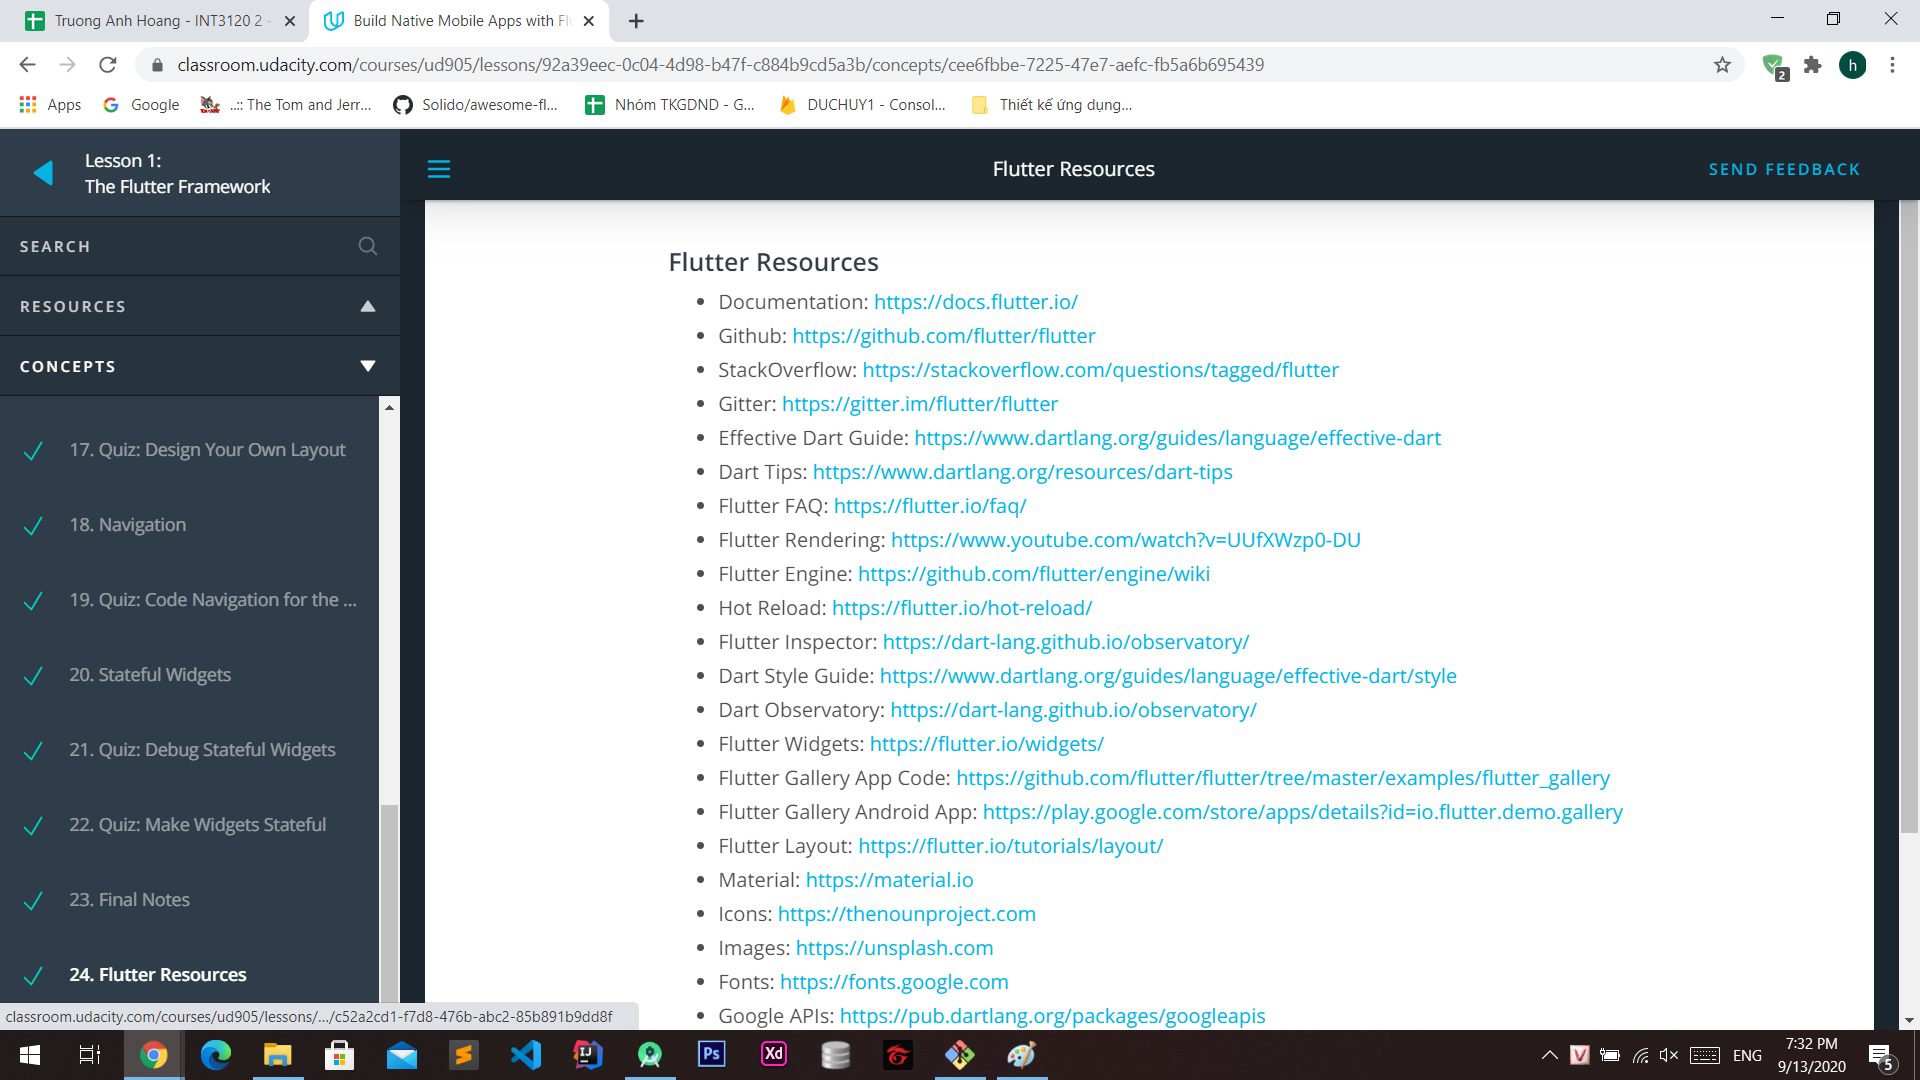 Truong Anh Hoang - INT3120 2 -
Build Native Mobile Apps with Fl
classroom.udacity.com/courses/ud905/lessons/92a39eec-0c04-4d98-b47f-c884b9cd5a3b/concepts/cee6fbbe-7225-47e7-aefc-fb5a6b695439
2
h
Apps
Google
..:: The Tom and Jerr...
Solido/awesome-fl...
Nhóm TKGDND - G...
DUCHUY1 - Consol...
Thiết kế ứng dụng...
Lesson 1:
The Flutter Framework
Flutter Resources
SEND FEEDBACK
SEARCH
RESOURCES
CONCEPTS
17. Quiz: Design Your Own Layout
18. Navigation
19. Quiz: Code Navigation for the ...
20. Stateful Widgets
21. Quiz: Debug Stateful Widgets
22. Quiz: Make Widgets Stateful
23. Final Notes
24. Flutter Resources
Flutter Resources
• Documentation: https://docs.flutter.io/
• Github: https://github.com/flutter/flutter
• StackOverflow: https://stackoverflow.com/questions/tagged/flutter
• Gitter: https://gitter.im/flutter/flutter
• Effective Dart Guide: https://www.dartlang.org/guides/language/effective-dart
• Dart Tips: https://www.dartlang.org/resources/dart-tips
• Flutter FAQ: https://flutter.io/faq/
• Flutter Rendering: https://www.youtube.com/watch?v=UUfXWzp0-DU
• Flutter Engine: https://github.com/flutter/engine/wiki
• Hot Reload: https://flutter.io/hot-reload/
• Flutter Inspector: https://dart-lang.github.io/observatory/
• Dart Style Guide: https://www.dartlang.org/guides/language/effective-dart/style
• Dart Observatory: https://dart-lang.github.io/observatory/
• Flutter Widgets: https://flutter.io/widgets/
• Flutter Gallery App Code: https://github.com/flutter/flutter/tree/master/examples/flutter_gallery
• Flutter Gallery Android App: https://play.google.com/store/apps/details?id=io.flutter.demo.gallery
• Flutter Layout: https://flutter.io/tutorials/layout/
• Material: https://material.io
• Icons: https://thenounproject.com
• Images: https://unsplash.com
• Fonts: https://fonts.google.com
• Google APIs: https://pub.dartlang.org/packages/googleapis
classroom.udacity.com/courses/ud905/lessons/.../c52a2cd1-f7d8-476b-abc2-85b891b9dd8f
Ps
Xd
V
ENG
7:32 PM
9/13/2020
5